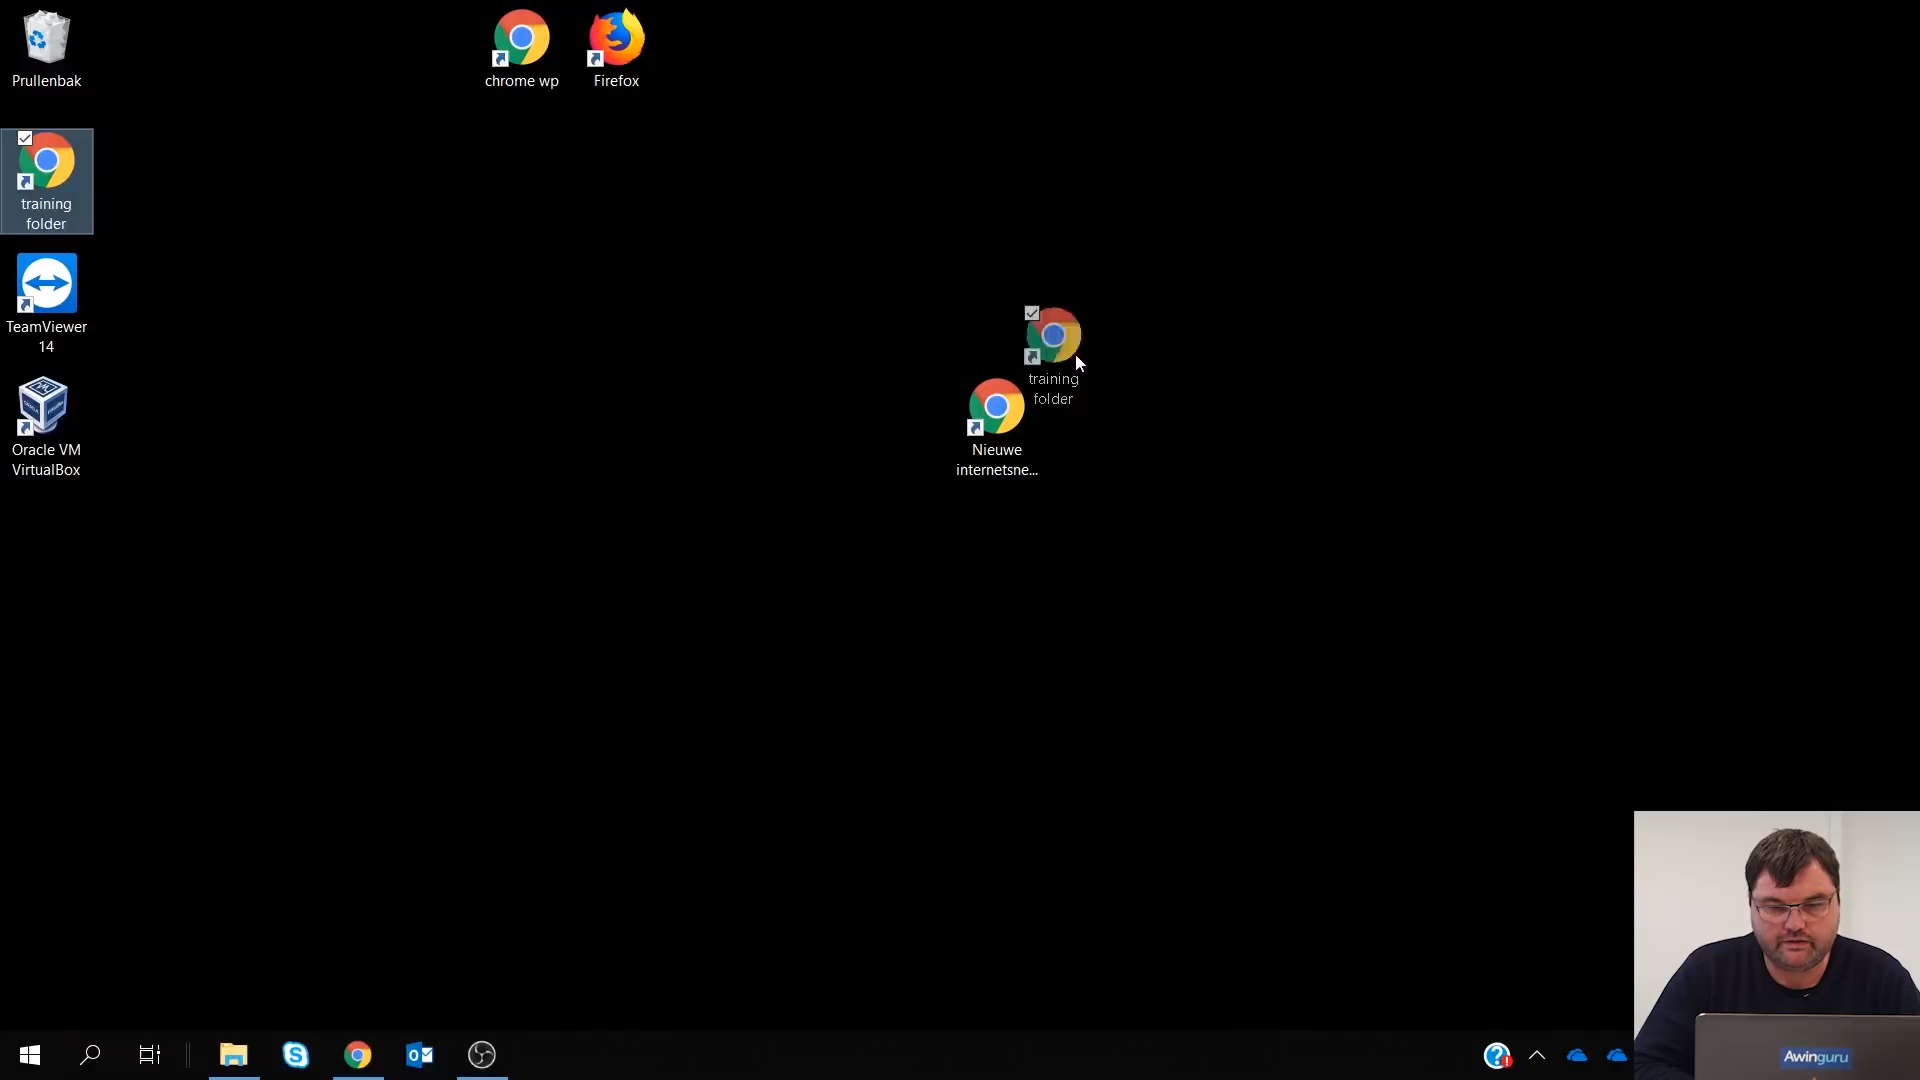 Prullenbak
chrome wp
Firefox
training
folder
TeamViewer
14
Oracle VM
VirtualBox
training
folder
Nieuwe
internetsne...
Awinguru